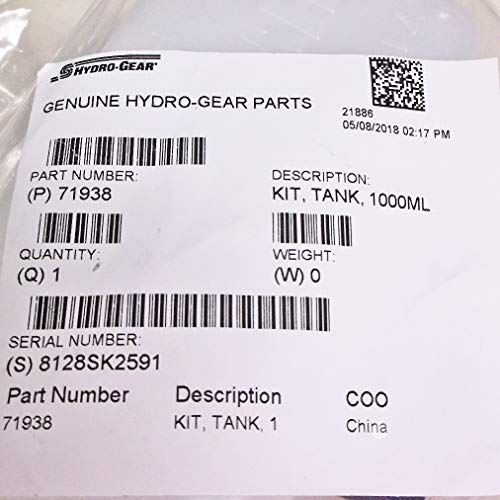 HYDRO-GEAR
GENUINE HYDRO-GEAR PARTS
21886
05/08/2018 02:17 PM
PART NUMBER:
(P) 71938
DESCRIPTION:
KIT, TANK, 1000ML
QUANTITY:
(Q) 1
WEIGHT:
(W) 0
SERIAL NUMBER:
(S) 8128SK2591
Part Number Description COO
71938 KIT, TANK, 1 China